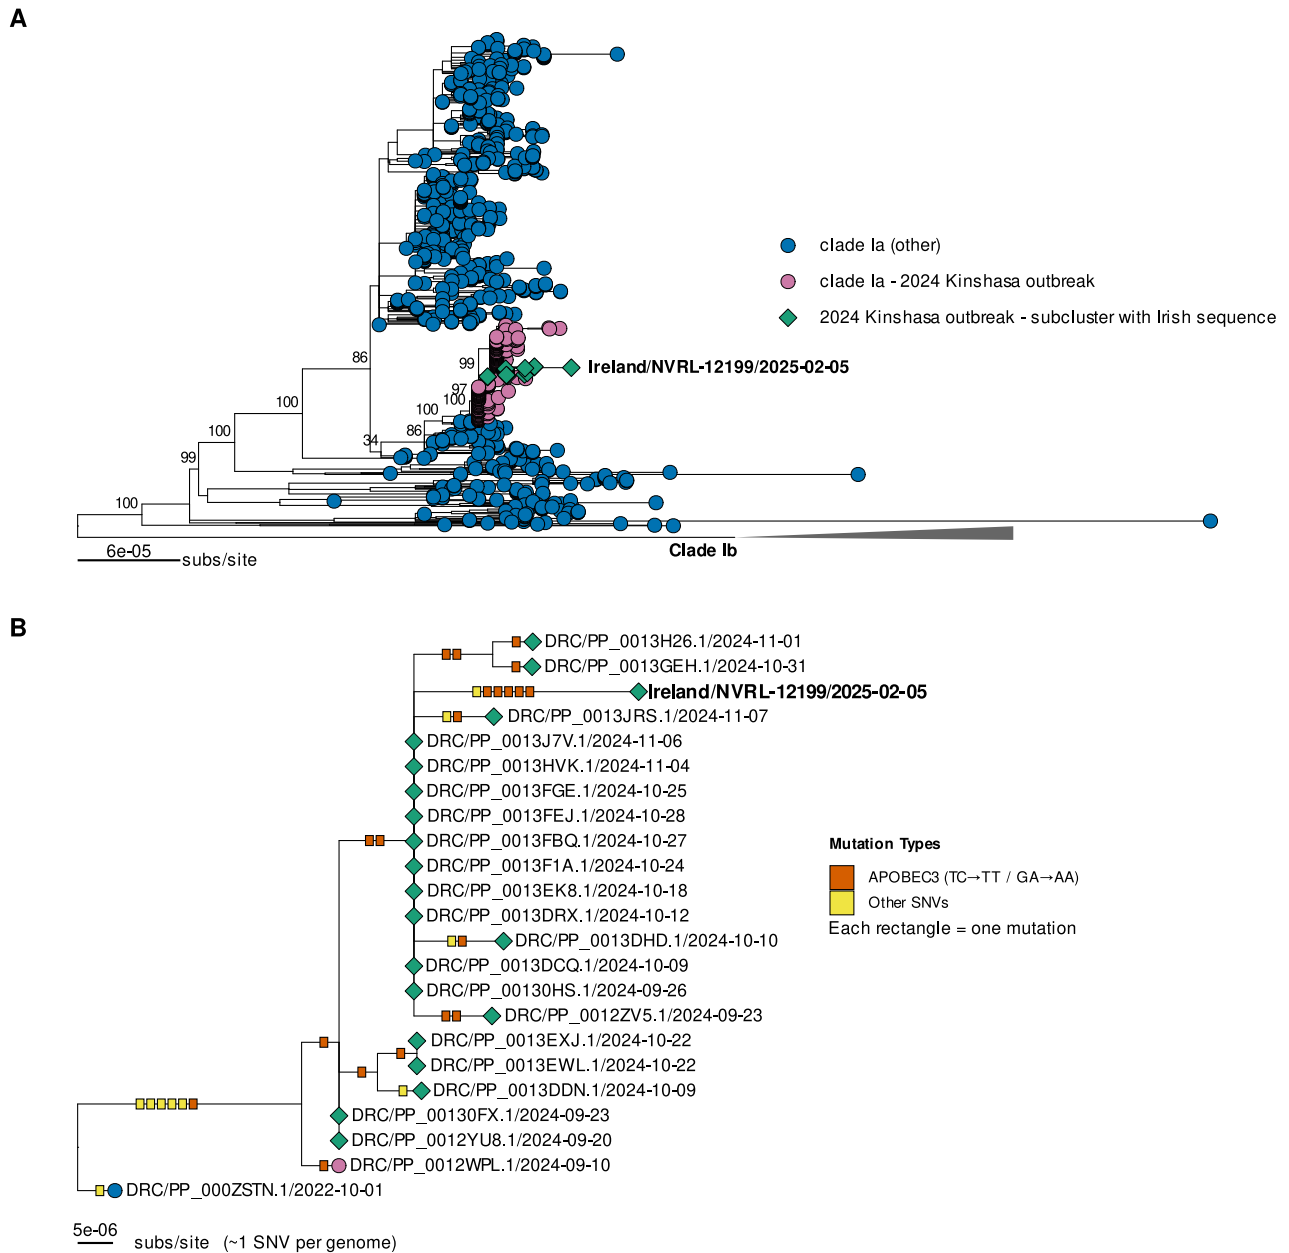 A
clade Ia (other)
clade Ia - 2024 Kinshasa outbreak
2024 Kinshasa outbreak - subcluster with Irish sequence
86
99
Ireland/NVRL-12199/2025-02-05
97
100
100
100
86
34
100
99
100
Clade Ib
6e-05
subs/site
B
DRC/PP_0013H26.1/2024-11-01
DRC/PP_0013GEH.1/2024-10-31
Ireland/NVRL-12199/2025-02-05
DRC/PP_0013JRS.1/2024-11-07
DRC/PP_0013J7V.1/2024-11-06
DRC/PP_0013HVK.1/2024-11-04
DRC/PP_0013FGE.1/2024-10-25
DRC/PP_0013FEJ.1/2024-10-28
DRC/PP_0013FBQ.1/2024-10-27
DRC/PP_0013F1A.1/2024-10-24
DRC/PP_0013EK8.1/2024-10-18
DRC/PP_0013DRX.1/2024-10-12
DRC/PP_0013DHD.1/2024-10-10
DRC/PP_0013DCQ.1/2024-10-09
DRC/PP_00130HS.1/2024-09-26
DRC/PP_0012ZV5.1/2024-09-23
DRC/PP_0013EXJ.1/2024-10-22
DRC/PP_0013EWL.1/2024-10-22
DRC/PP_0013DDN.1/2024-10-09
DRC/PP_00130FX.1/2024-09-23
DRC/PP_0012YU8.1/2024-09-20
DRC/PP_0012WPL.1/2024-09-10
DRC/PP_000ZSTN.1/2022-10-01
Mutation Types
APOBEC3 (TC→TT / GA→AA)
Other SNVs
Each rectangle = one mutation
5e-06
subs/site (~1 SNV per genome)